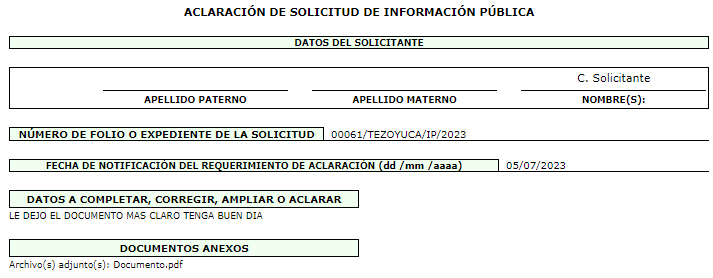 ACLARACIÓN DE SOLICITUD DE INFORMACIÓN PÚBLICA
DATOS DEL SOLICITANTE
C. Solicitante
APELLIDO PATERNO APELLIDO MATERNO NOMBRE(S):
NÚMERO DE FOLIO O EXPEDIENTE DE LA SOLICITUD 00061/TEZOYUCA/IP/2023
FECHA DE NOTIFICACIÓN DEL REQUERIMIENTO DE ACLARACIÓN (dd /mm /aaaa) 05/07/2023
DATOS A COMPLETAR, CORREGIR, AMPLIAR O ACLARAR
LE DEJO EL DOCUMENTO MAS CLARO TENGA BUEN DIA
DOCUMENTOS ANEXOS
Archivo(s) adjunto(s): Documento.pdf